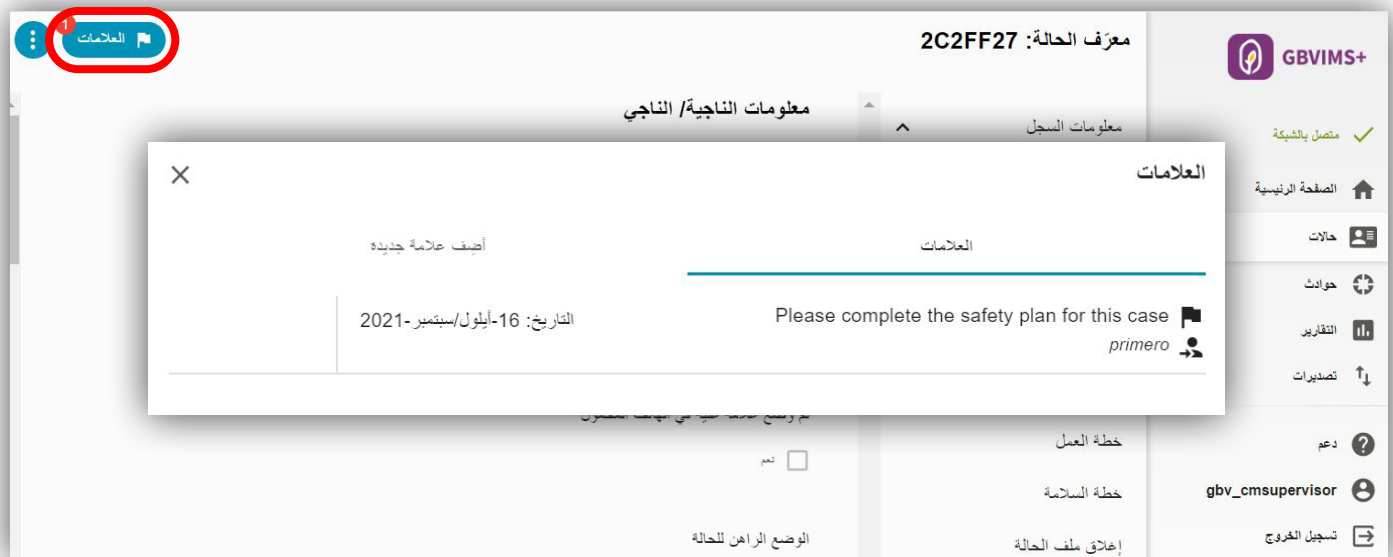 GBVIMS+
متصل بالشبكة
الصفحة الرئيسية
حالات
حوادث
التقارير
تصديرات
دعم
gbv_cmsupervisor
تسجيل الخروج
معرّف الحالة: 2C2FF27
العلامات
1
معلومات السجل
معلومات الناجية/ الناجي
العلامات
العلامات
أضِف علامة جديدة
Please complete the safety plan for this case
primero
التاريخ: 16-أيلول/سبتمبر-2021
نعم
الوضع الراهن للحالة
خطة العمل
خطة السلامة
إغلاق ملف الحالة